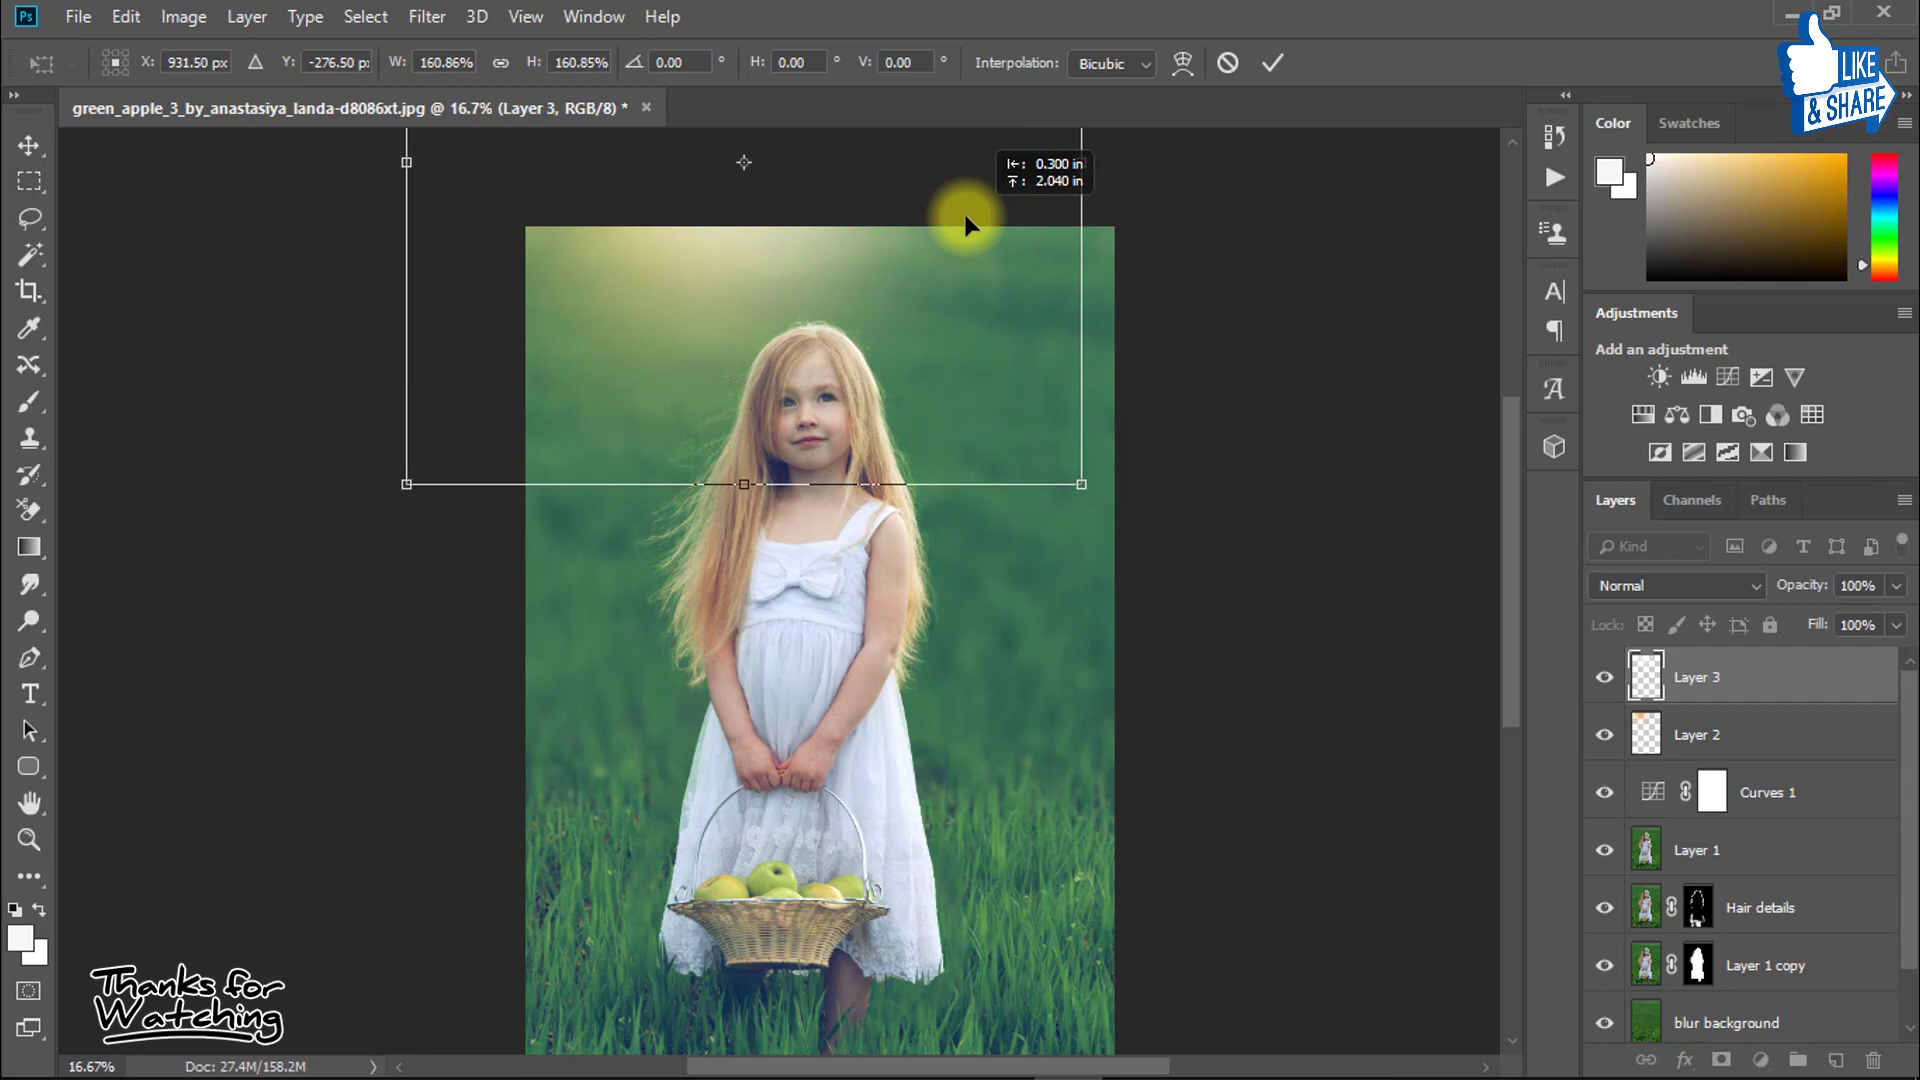 Ps File Edit Image Layer Type Select Filter 3D View Window Help
X: 931.50 px Y: -276.50 px W: 160.86% H: 160.85% 0.00 ° H: 0.00 ° V: 0.00 ° Interpolation: Bicubic
LIKE
& SHARE
green_apple_3_by_anastasiya_landa-d8086xt.jpg @ 16.7% (Layer 3, RGB/8) *
Color Swatches
0.300 in
2.040 in
Adjustments
Add an adjustment
Layers Channels Paths
Kind
Normal Opacity: 100%
Lock: Fill: 100%
Layer 3
Layer 2
Curves 1
Layer 1
Hair details
Layer 1 copy
blur background
Thanks for
Watching
16.67% Doc: 27.4M/158.2M